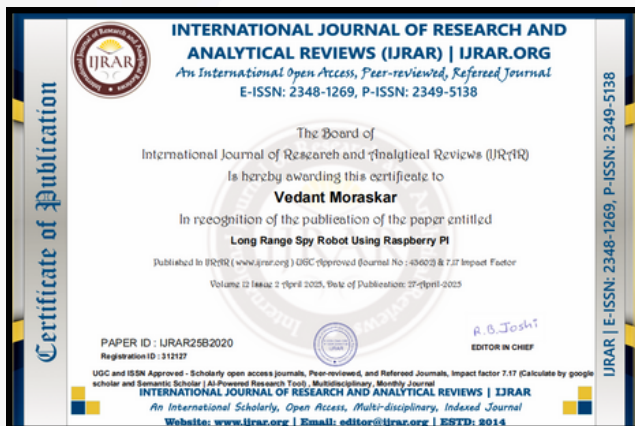 INTERNATIONAL JOURNAL OF RESEARCH AND
ANALYTICAL REVIEWS (IJRAR) | IJRAR.ORG
An International Open Access, Peer-reviewed, Refereed Journal
E-ISSN: 2348-1269, P-ISSN: 2349-5138
IJRAR
Certificate of Publication
The Board of
International Journal of Research and Analytical Reviews (IJRAR)
Is hereby awarding this certificate to
Vedant Moraskar
In recognition of the publication of the paper entitled
Long Range Spy Robot Using Raspberry PI
Published In IJRAR ( www.ijrar.org ) UGC Approved (Journal No : 43602) & 7.17 Impact Factor
Volume 12 Issue 2 April 2025, Date of Publication: 27-April-2025
PAPER ID : IJRAR25B2020
Registration ID : 312127
R.B.Joshi
EDITOR IN CHIEF
UGC and ISSN Approved - Scholarly open access journals, Peer-reviewed, and Refereed Journals, Impact factor 7.17 (Calculate by google
scholar and Semantic Scholar | AI-Powered Research Tool) , Multidisciplinary, Monthly Journal
INTERNATIONAL JOURNAL OF RESEARCH AND ANALYTICAL REVIEWS | IJRAR
An International Scholarly, Open Access, Multi-disciplinary, Indexed Journal
Website: www.ijrar.org | Email: editor@ijrar.org | ESTD: 2014
IJRAR | E-ISSN: 2348-1269, P-ISSN: 2349-5138